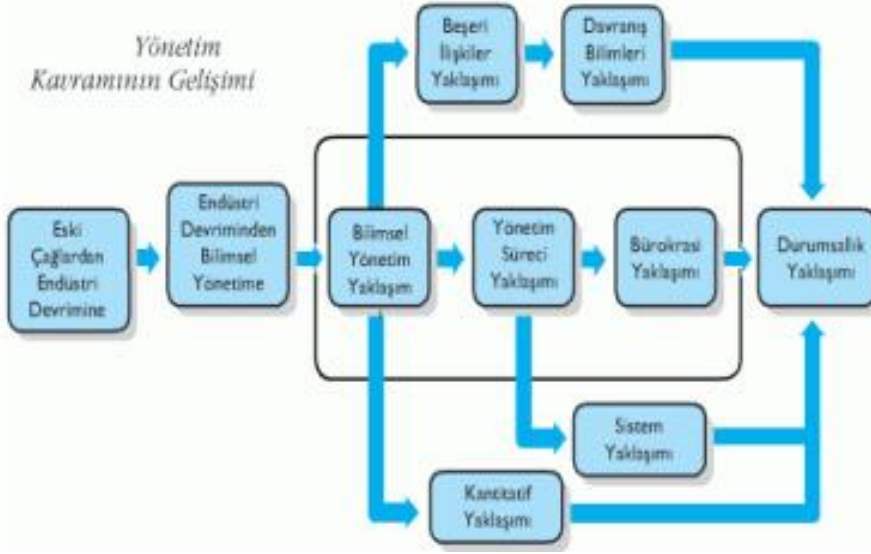 Yönetim
Kavramının Gelişimi
Beşeri
İlişkiler
Yaklaşımı
Davranış
Bilimleri
Yaklaşımı
Eski
Çağlardan
Endüstri
Devrimine
Endüstri
Devriminden
Bilimsel
Yönetime
Bilimsel
Yönetim
Yaklaşım
Yönetim
Süreci
Yaklaşımı
Bürokrasi
Yaklaşımı
Durumsallık
Yaklaşımı
Sistem
Yaklaşımı
Kantitatif
Yaklaşımı